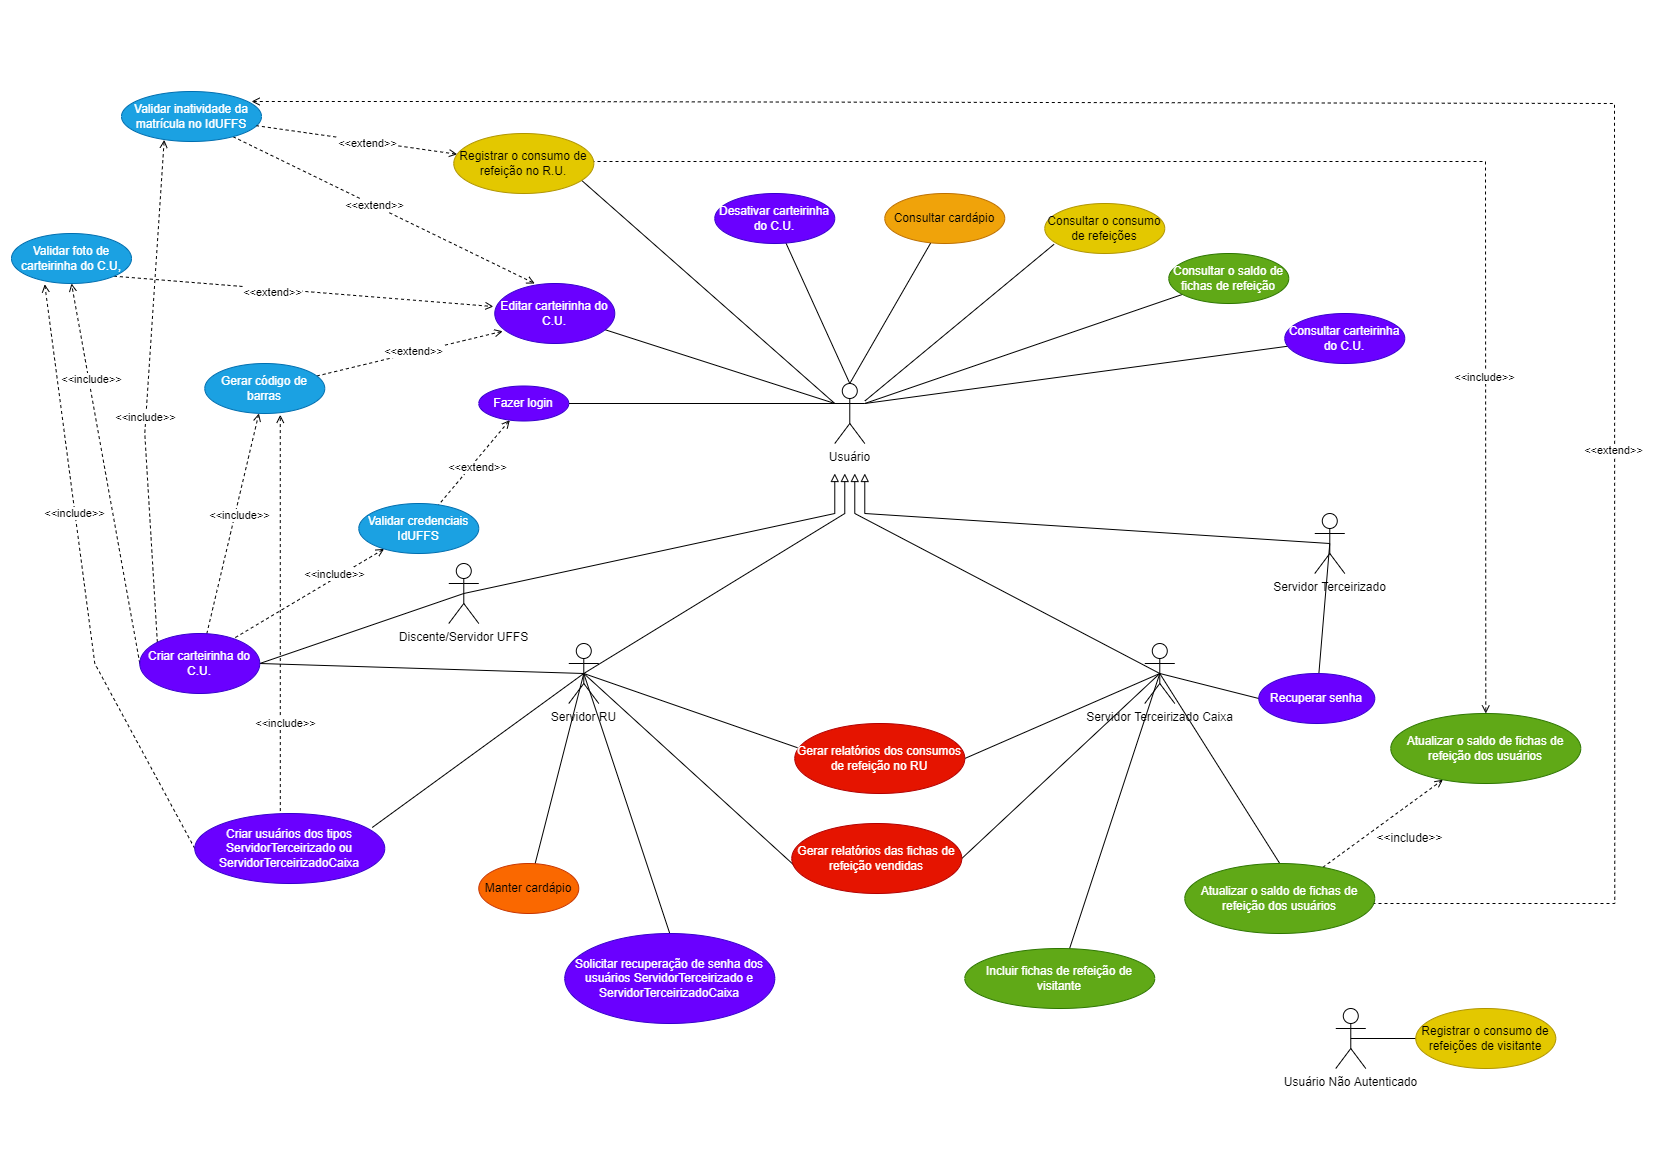 Validar inatividade da
matrícula no IdUFFS
<<extend>>
Registrar o consumo de
refeição no R.U.
<<extend>>
Desativar carteirinha
do C.U.
Consultar cardápio
Consultar o consumo
de refeições
Validar foto de
carteirinha do C.U,
<<extend>>
Consultar o saldo de
fichas de refeição
Editar carteirinha do
C.U.
Consultar carteirinha
do C.U.
<<extend>>
<<include>>
Gerar código de
barras
<<include>>
<<include>>
Fazer login
<<extend>>
Usuário
<<extend>>
<<include>>
<<include>>
Validar credenciais
IdUFFS
<<include>>
Servidor Terceirizado
Discente/Servidor UFFS
Criar carteirinha do
C.U.
Recuperar senha
Servidor RU
Servidor Terceirizado Caixa
<<include>>
Gerar relatórios dos consumos
de refeição no RU
Atualizar o saldo de fichas de
refeição dos usuários
Criar usuários dos tipos
ServidorTerceirizado ou
ServidorTerceirizadoCaixa
<<include>>
Gerar relatórios das fichas de
refeição vendidas
Manter cardápio
Atualizar o saldo de fichas de
refeição dos usuários
Solicitar recuperação de senha dos
usuários ServidorTerceirizado e
ServidorTerceirizadoCaixa
Incluir fichas de refeição de
visitante
Registrar o consumo de
refeições de visitante
Usuário Não Autenticado